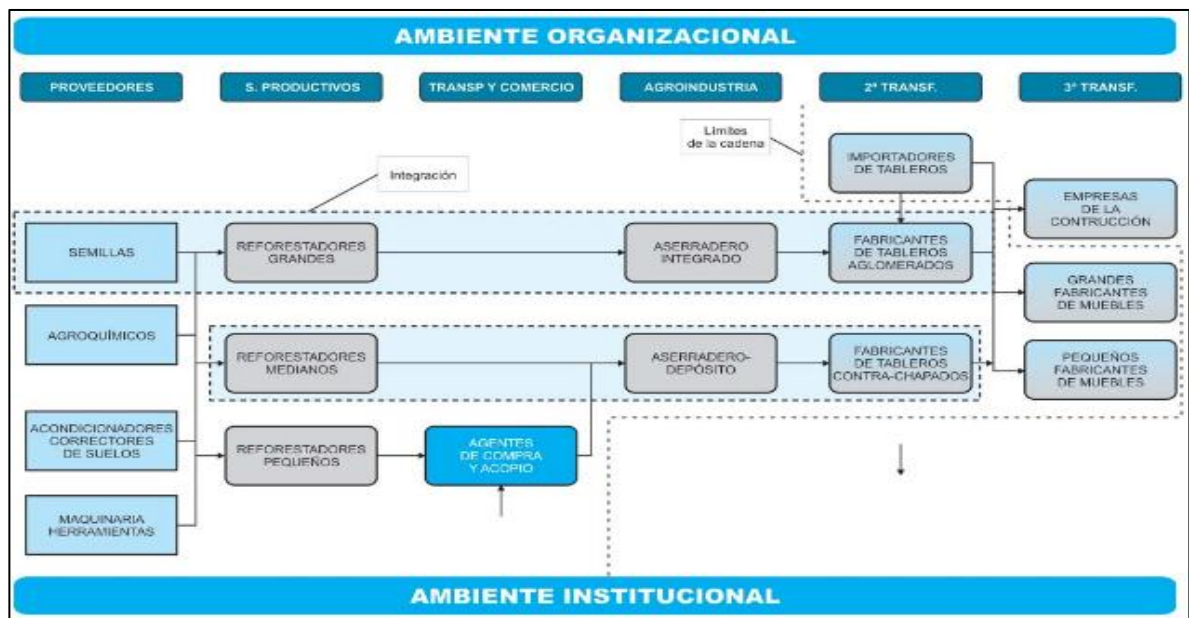 AMBIENTE ORGANIZACIONAL
PROVEEDORES
S. PRODUCTIVOS
TRANSP Y COMERCIO
AGROINDUSTRIA
2ª TRANSF.
3ª TRANSF.
Límites
de la cadena
Integración
IMPORTADORES
DE TABLEROS
EMPRESAS
DE LA
CONTRUCCIÓN
SEMILLAS
REFORESTADORES
GRANDES
ASERRADERO
INTEGRADO
FABRICANTES
DE TABLEROS
AGLOMERADOS
GRANDES
FABRICANTES
DE MUEBLES
AGROQUÍMICOS
REFORESTADORES
MEDIANOS
ASERRADERO-
DEPÓSITO
FABRICANTES
DE TABLEROS
CONTRA-CHAPADOS
PEQUEÑOS
FABRICANTES
DE MUEBLES
ACONDICIONADORES
CORRECTORES
DE SUELOS
REFORESTADORES
PEQUEÑOS
AGENTES
DE COMPRA
Y ACOPIO
MAQUINARIA
HERRAMIENTAS
AMBIENTE INSTITUCIONAL